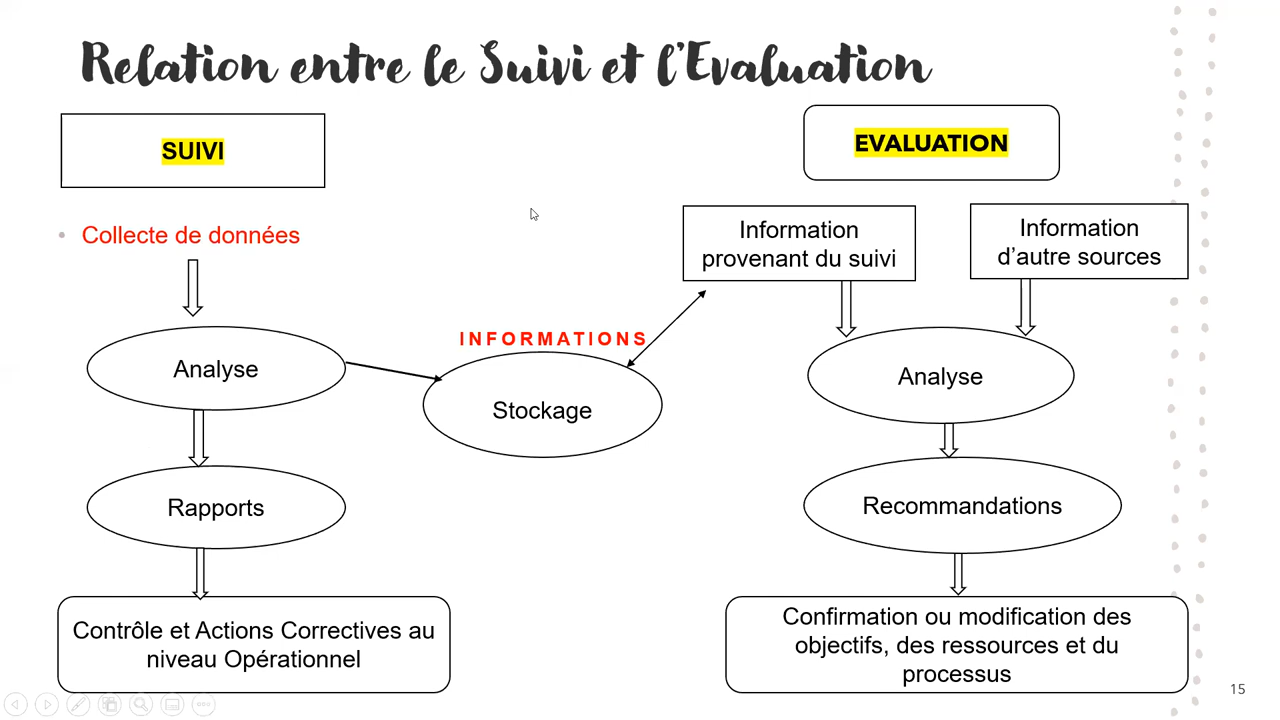 Relation entre le Suivi et l'Evaluation
SUIVI
EVALUATION
Collecte de données
Information
provenant du suivi
Information
d'autre sources
INFORMATIONS
Analyse
Stockage
Analyse
Rapports
Recommandations
Contrôle et Actions Correctives au
niveau Opérationnel
Confirmation ou modification des
objectifs, des ressources et du
processus
15